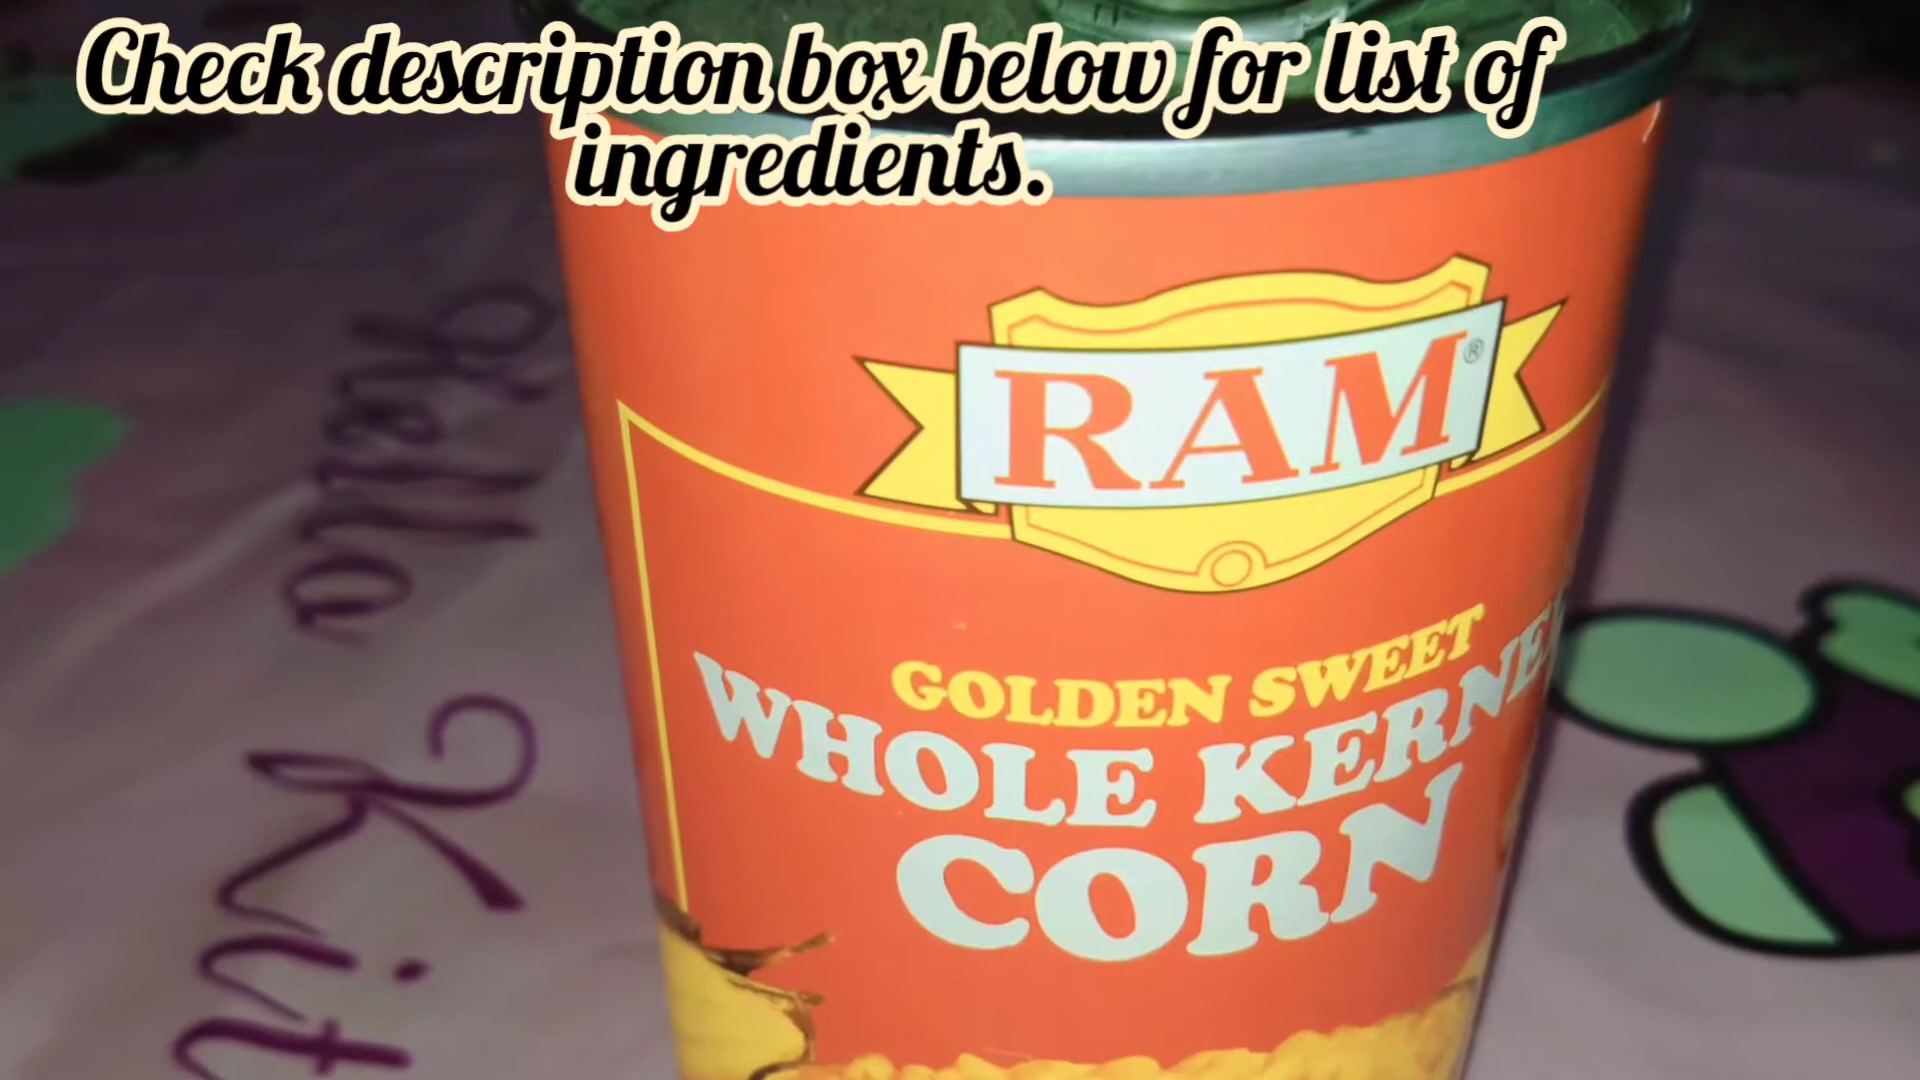 Check description box below for list of
ingredients.
RAM®
GOLDEN SWEET
WHOLE KERNEL
CORN
Hello
Kit